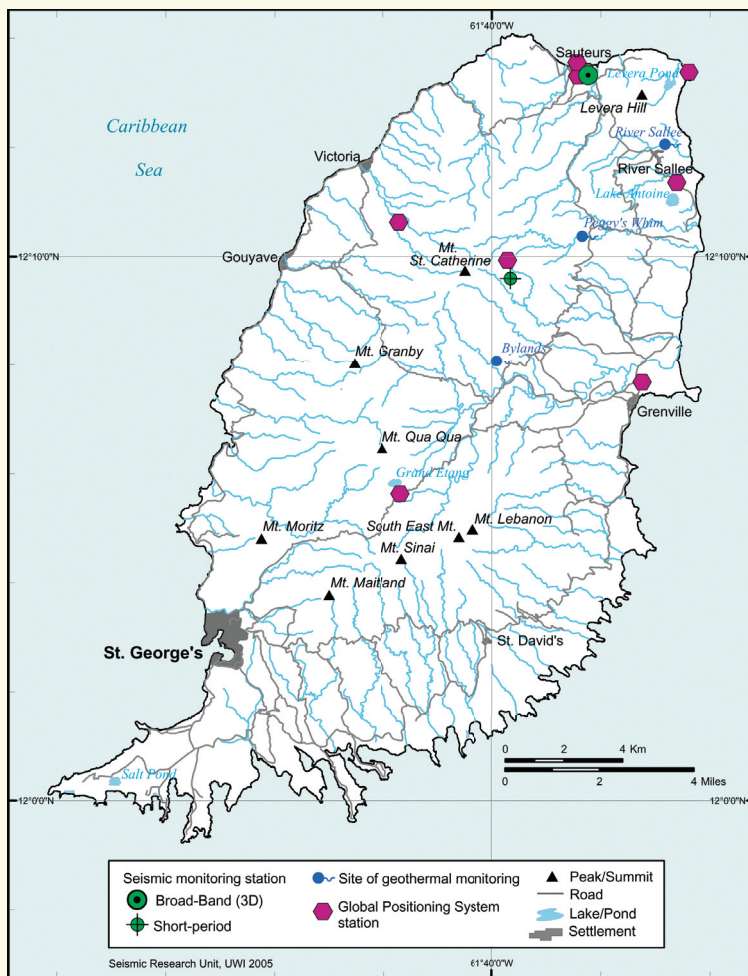 61°40'0"W
Sauteurs
Levera Pond
Levera Hill
Caribbean
Sea
River Sallee
Victoria
River Sallee
Lake Antoine
Peggy's Whim
Mt.
St. Catherine
Gouyave
12°10'0"N
12°10'0"N
Mt. Granby
Bylands
Grenville
Mt. Qua Qua
Grand Etang
Mt. Moritz
South East Mt.
Mt. Lebanon
Mt. Sinai
Mt. Maitland
St. George's
St. David's
0 2 4 Km
0 2 4 Miles
Salt Pond
12°0'0"N
12°0'0"N
Seismic monitoring station
Broad-Band (3D)
Short-period
Site of geothermal monitoring
Global Positioning System
station
Peak/Summit
Road
Lake/Pond
Settlement
Seismic Research Unit, UWI 2005
61°40'0"W